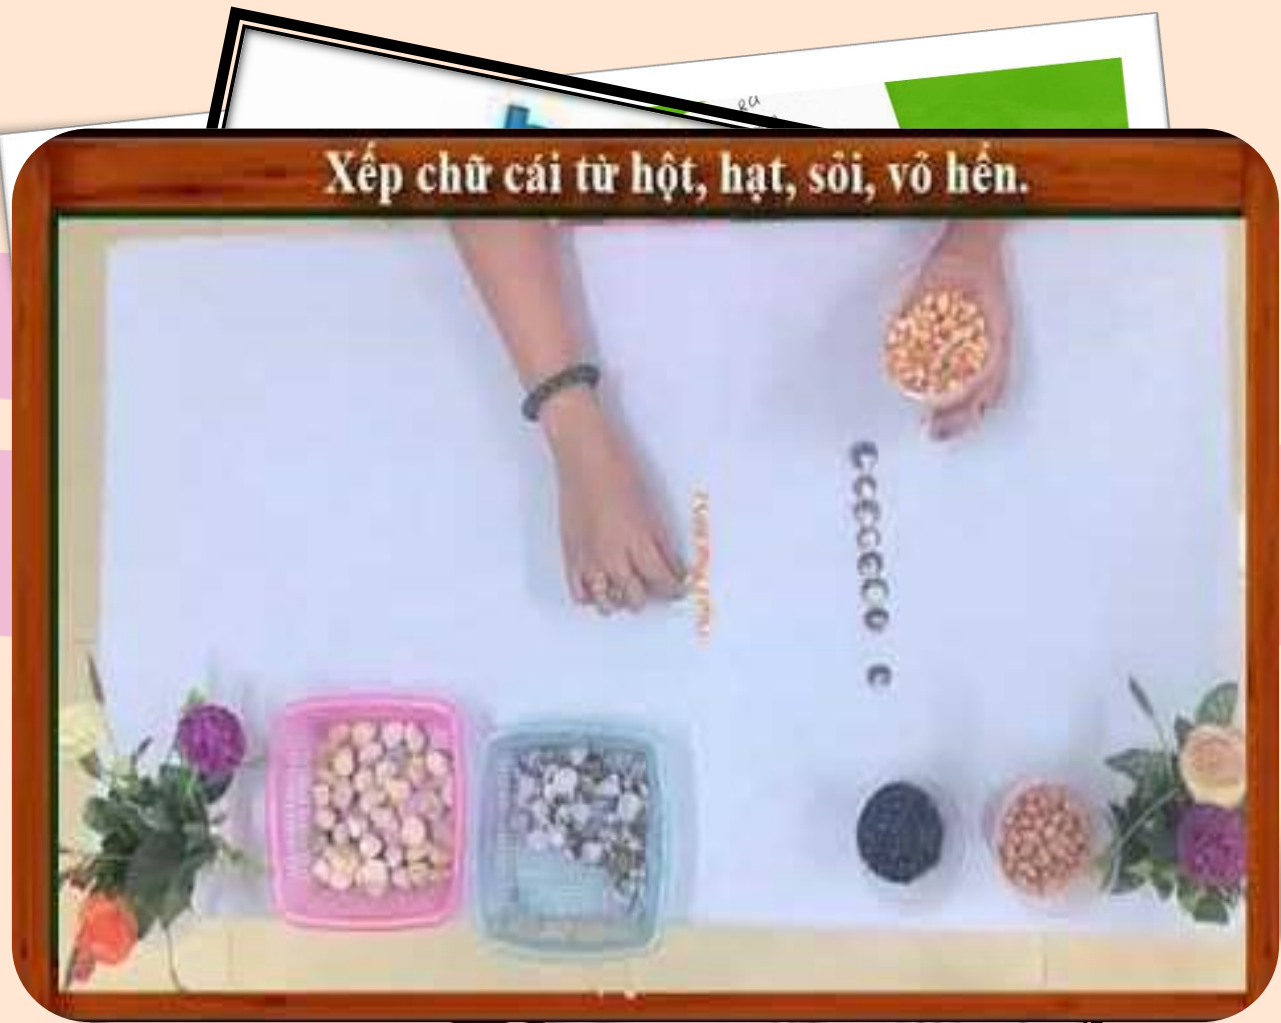 Xếp chữ cái từ hột, hạt, sỏi, vỏ hến.